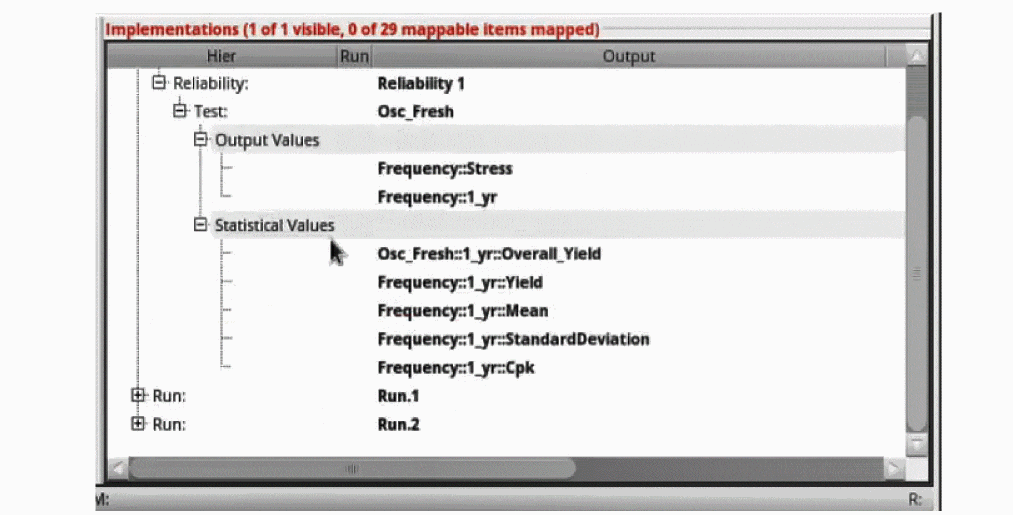 Implementations (1 of 1 visible, 0 of 29 mappable items mapped)
Hier Run Output
Reliability: Reliability 1
Test: Osc_Fresh
Output Values
Frequency::Stress
Frequency::1_yr
Statistical Values
Osc_Fresh::1_yr::Overall_Yield
Frequency::1_yr::Yield
Frequency::1_yr::Mean
Frequency::1_yr::StandardDeviation
Frequency::1_yr::Cpk
Run: Run.1
Run: Run.2
M: R: